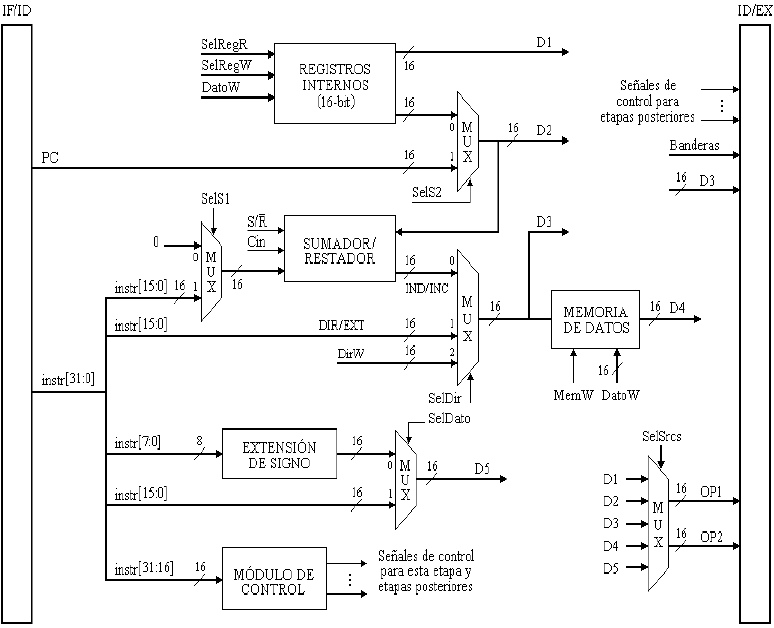 IF/ID
ID/EX
SelRegR
SelRegW
DatoW
REGISTROS
INTERNOS
(16-bit)
16
D1
16
MUX
0
1
16
D2
PC
16
SelS2
Señales de
control para
etapas posteriores
⋮
Banderas
16
D3
SelS1
0
MUX
0
1
16
instr[15:0]
16
S/R̅
Cin
SUMADOR/
RESTADOR
16
IND/INC
MUX
0
1
2
16
D3
MEMORIA
DE DATOS
16
D4
MemW
DatoW
16
instr[15:0]
DIR/EXT
16
DirW
16
SelDir
SelDato
instr[31:0]
instr[7:0]
8
EXTENSIÓN
DE SIGNO
16
MUX
0
1
16
D5
instr[15:0]
16
instr[31:16]
16
MÓDULO DE
CONTROL
⋮
Señales de control
para esta etapa y
etapas posteriores
SelSrcs
D1
D2
D3
D4
D5
MUX
16
OP1
16
OP2